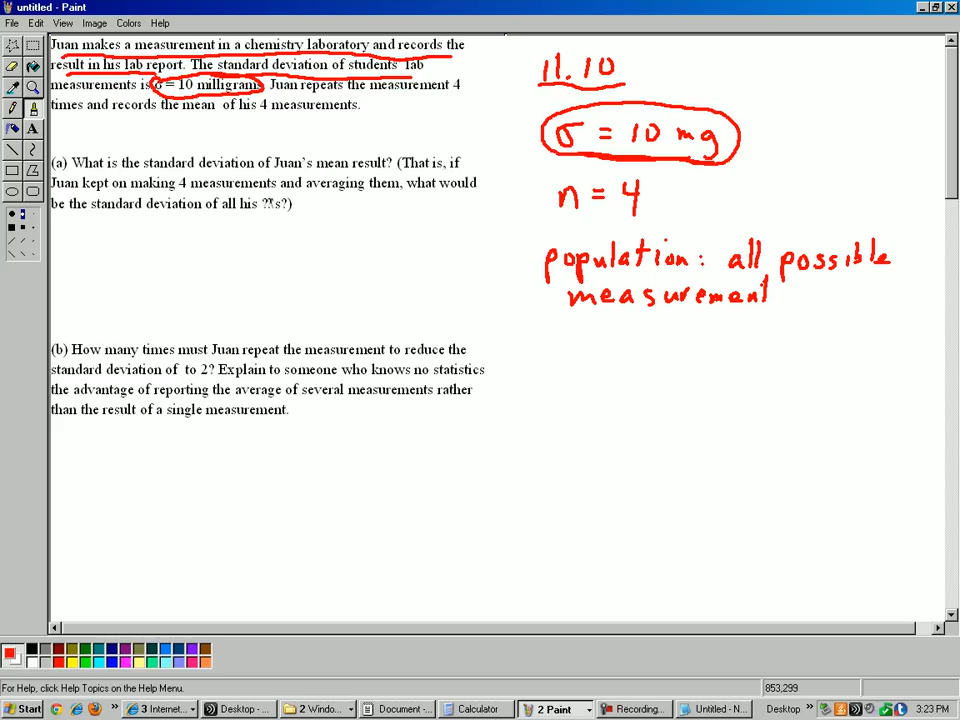 untitled - Paint
File Edit View Image Colors Help
Juan makes a measurement in a chemistry laboratory and records the
result in his lab report. The standard deviation of students' lab
measurements is σ = 10 milligrams. Juan repeats the measurement 4
times and records the mean of his 4 measurements.
(a) What is the standard deviation of Juan's mean result? (That is, if
Juan kept on making 4 measurements and averaging them, what would
be the standard deviation of all his ??s?)
(b) How many times must Juan repeat the measurement to reduce the
standard deviation of to 2? Explain to someone who knows no statistics
the advantage of reporting the average of several measurements rather
than the result of a single measurement.
11.10
σ = 10 mg
n = 4
population: all possible
measurement
For Help, click Help Topics on the Help Menu.
853,299
Start
3 Internet...
Desktop
2 Windo...
Document -...
Calculator
2 Paint
Recording...
Untitled - N...
Desktop »
3:23 PM